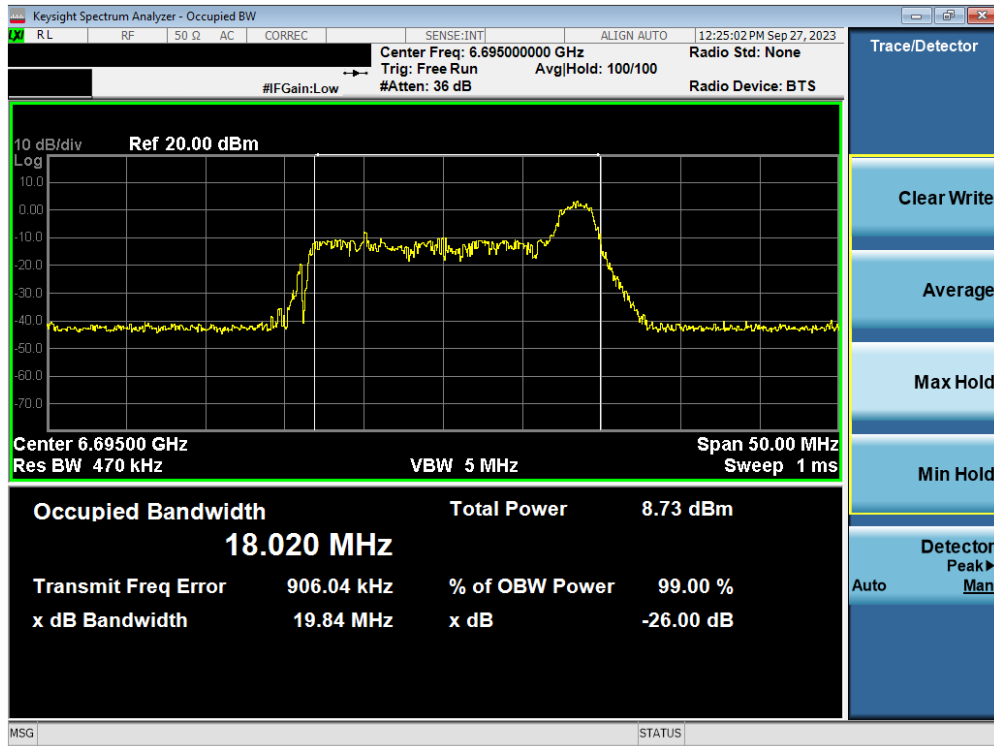 Keysight Spectrum Analyzer - Occupied BW
LXI RL RF 50 Ω AC CORREC SENSE:INT ALIGN AUTO 12:25:02 PM Sep 27, 2023
Center Freq: 6.695000000 GHz Radio Std: None
Trig: Free Run Avg|Hold: 100/100
#IFGain:Low #Atten: 36 dB Radio Device: BTS
10 dB/div Ref 20.00 dBm
Log
10.0
0.00
-10.0
-20.0
-30.0
-40.0
-50.0
-60.0
-70.0
Center 6.69500 GHz Span 50.00 MHz
Res BW 470 kHz VBW 5 MHz Sweep 1 ms
Occupied Bandwidth Total Power 8.73 dBm
18.020 MHz
Transmit Freq Error 906.04 kHz % of OBW Power 99.00 %
x dB Bandwidth 19.84 MHz x dB -26.00 dB
MSG STATUS
Trace/Detector
Clear Write
Average
Max Hold
Min Hold
Detector
Peak▶
Auto Man